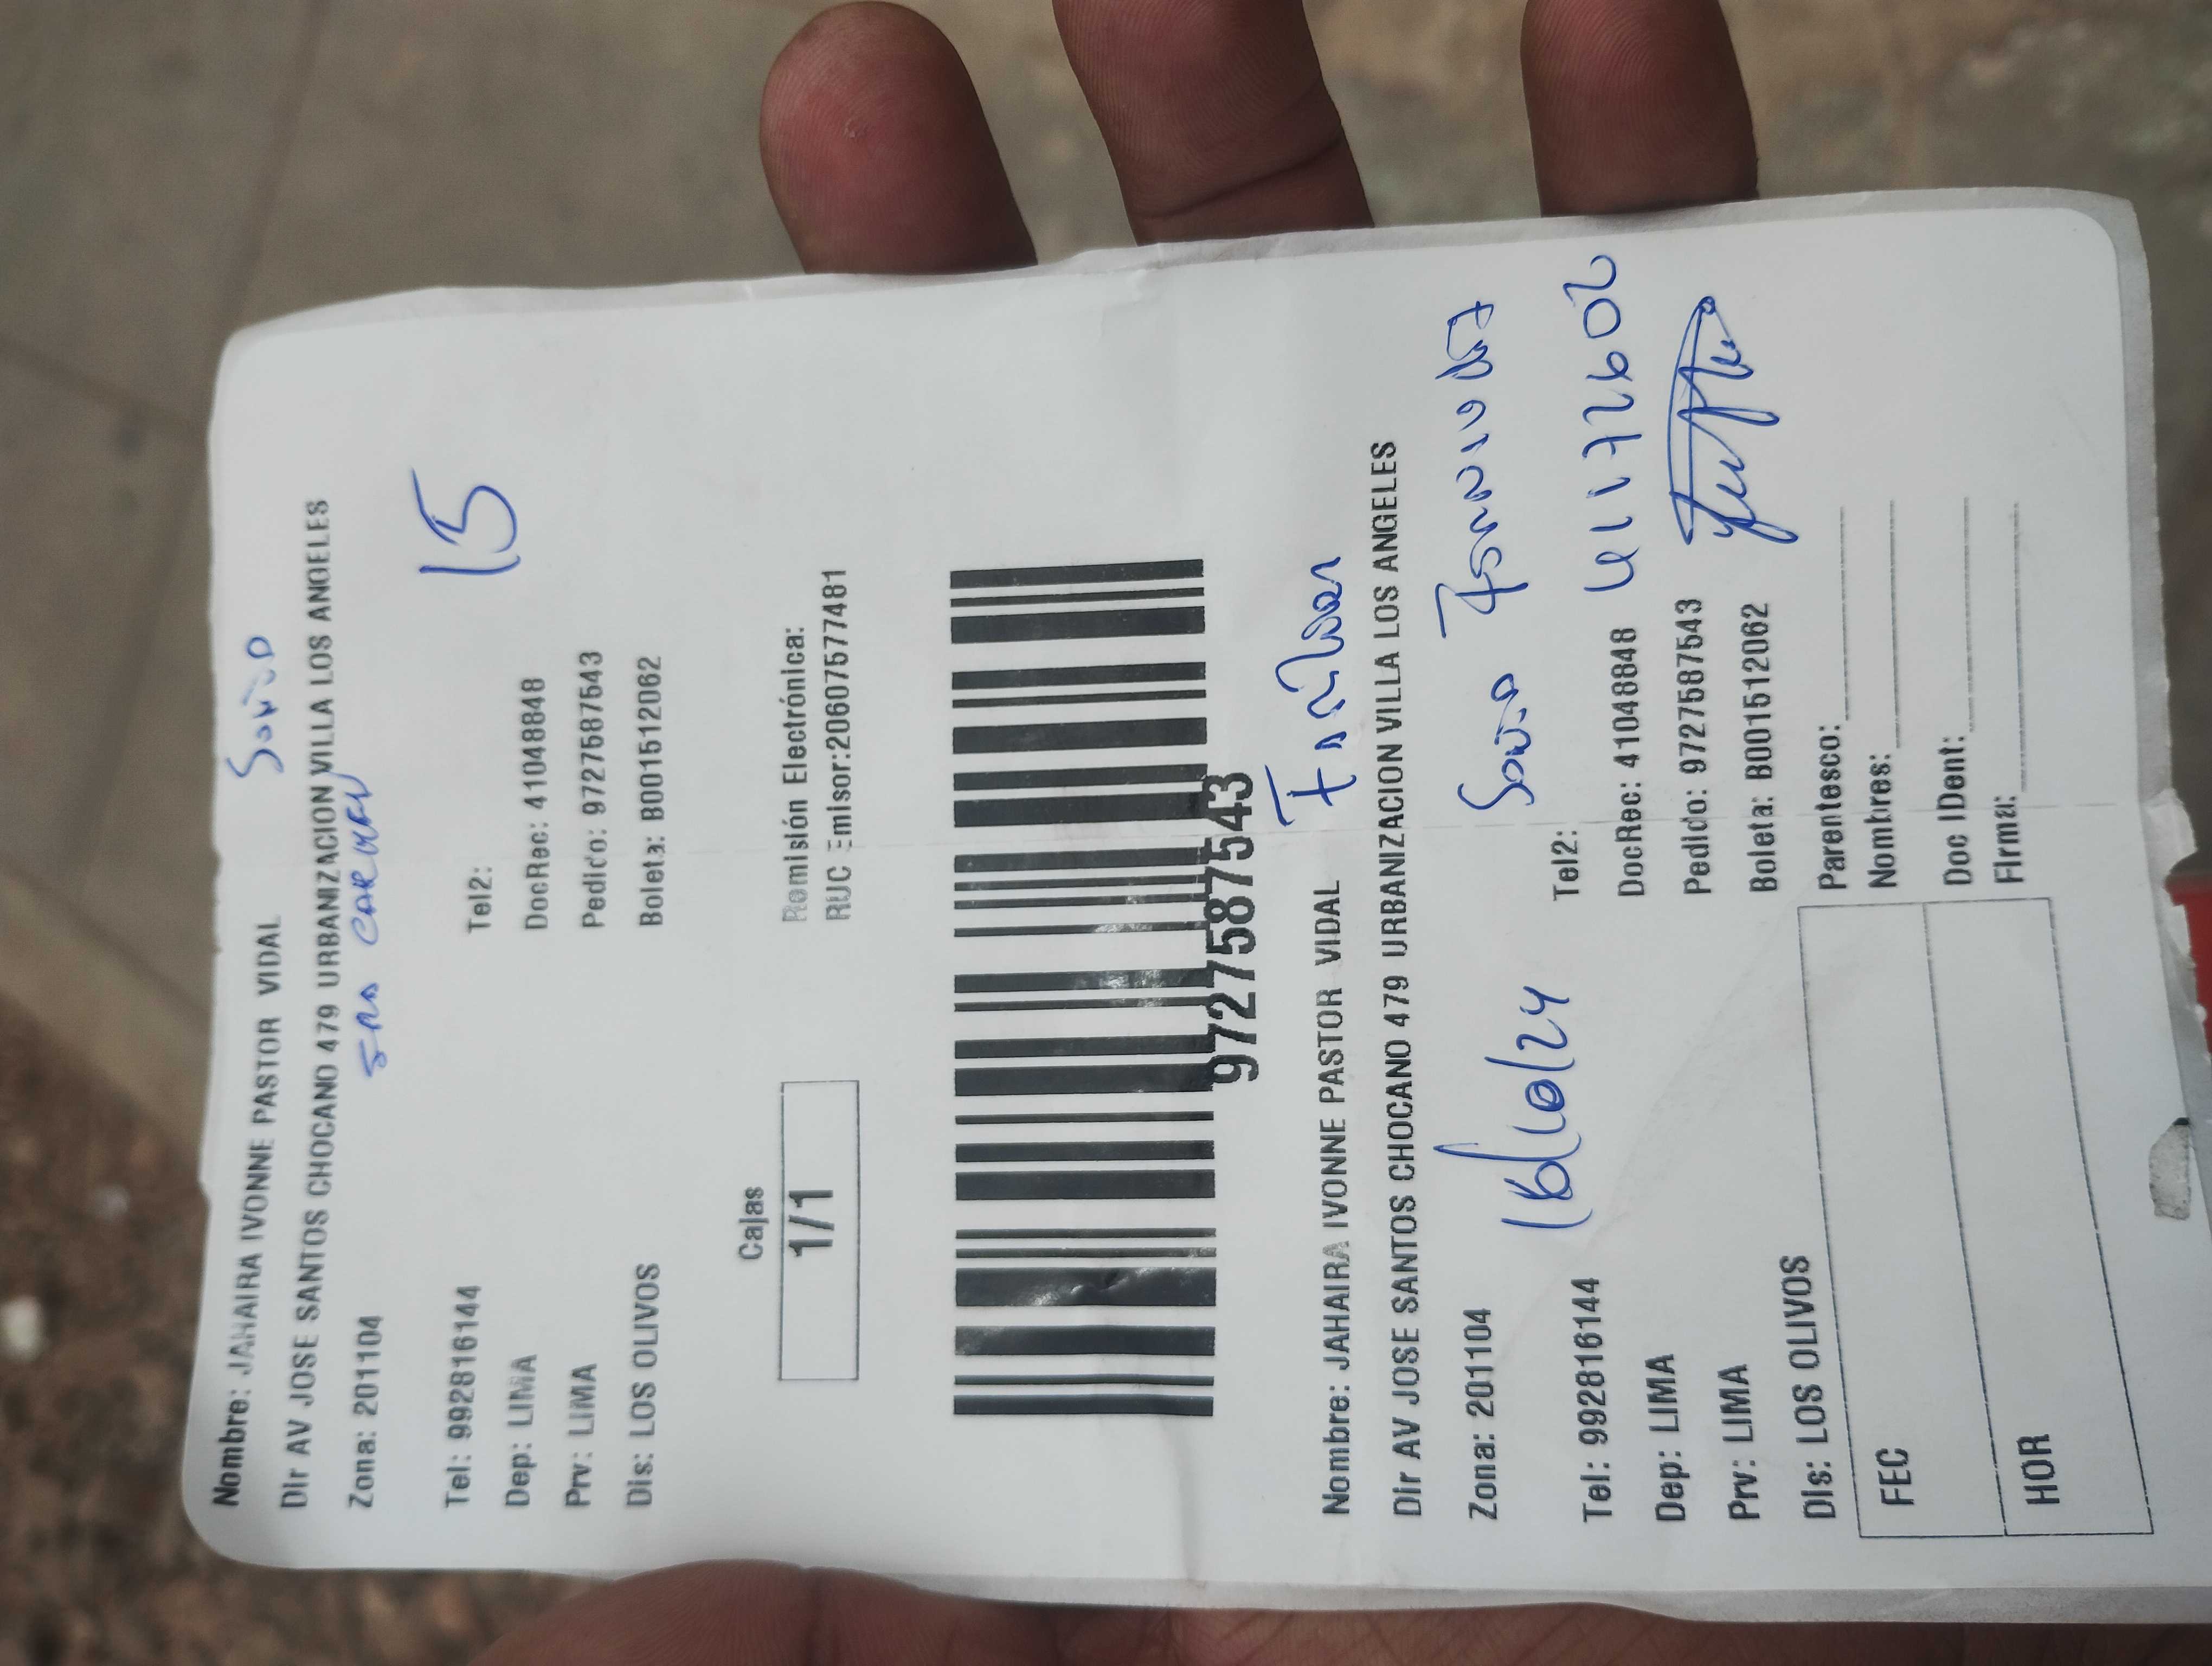 Nombre: JAHAIRA IVONNE PASTOR VIDAL
Dir AV JOSE SANTOS CHOCANO 479 URBANIZACION VILLA LOS ANGELES
Zona: 201104
15
Tel: 992816144 Tel2:
Dep: LIMA DocRec: 41048848
Prv: LIMA Pedido: 9727587543
Dis: LOS OLIVOS Boleta: B001512062
Cajas Remisión Electrónica:
1/1 RUC Emisor:20607577481
9727587543
Nombre: JAHAIRA IVONNE PASTOR VIDAL
Dir AV JOSE SANTOS CHOCANO 479 URBANIZACION VILLA LOS ANGELES
Zona: 201104
16/10/24
Tel: 992816144 Tel2:
41172602
Dep: LIMA DocRec: 41048848
Prv: LIMA Pedido: 9727587543
Dis: LOS OLIVOS Boleta: B001512062
FEC Parentesco:
Nombres:
HOR Doc IDent:
Firma: